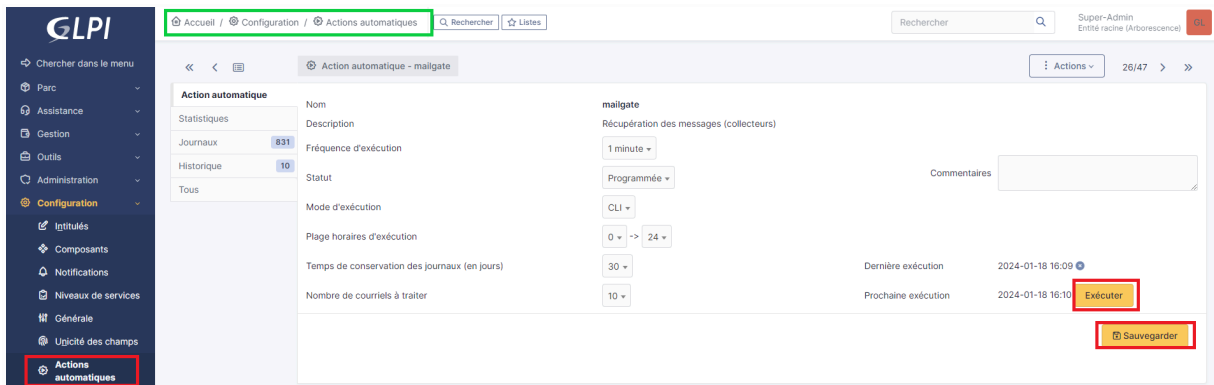 GLPI
Accueil / Configuration / Actions automatiques Rechercher Listes
Rechercher
Super-Admin
Entité racine (Arborescence)
GL
Chercher dans le menu
Parc
Assistance
Gestion
Outils
Administration
Configuration
Intitulés
Composants
Notifications
Niveaux de services
Générale
Unicité des champs
Actions
automatiques
Action automatique - mailgate
Actions
26/47
Action automatique
Statistiques
Journaux 831
Historique 10
Tous
Nom mailgate
Description Récupération des messages (collecteurs)
Fréquence d'exécution 1 minute
Statut Programmée
Commentaires
Mode d'exécution CLI
Plage horaires d'exécution 0 -> 24
Temps de conservation des journaux (en jours) 30
Dernière exécution 2024-01-18 16:09
Nombre de courriels à traiter 10
Prochaine exécution 2024-01-18 16:10 Exécuter
Sauvegarder